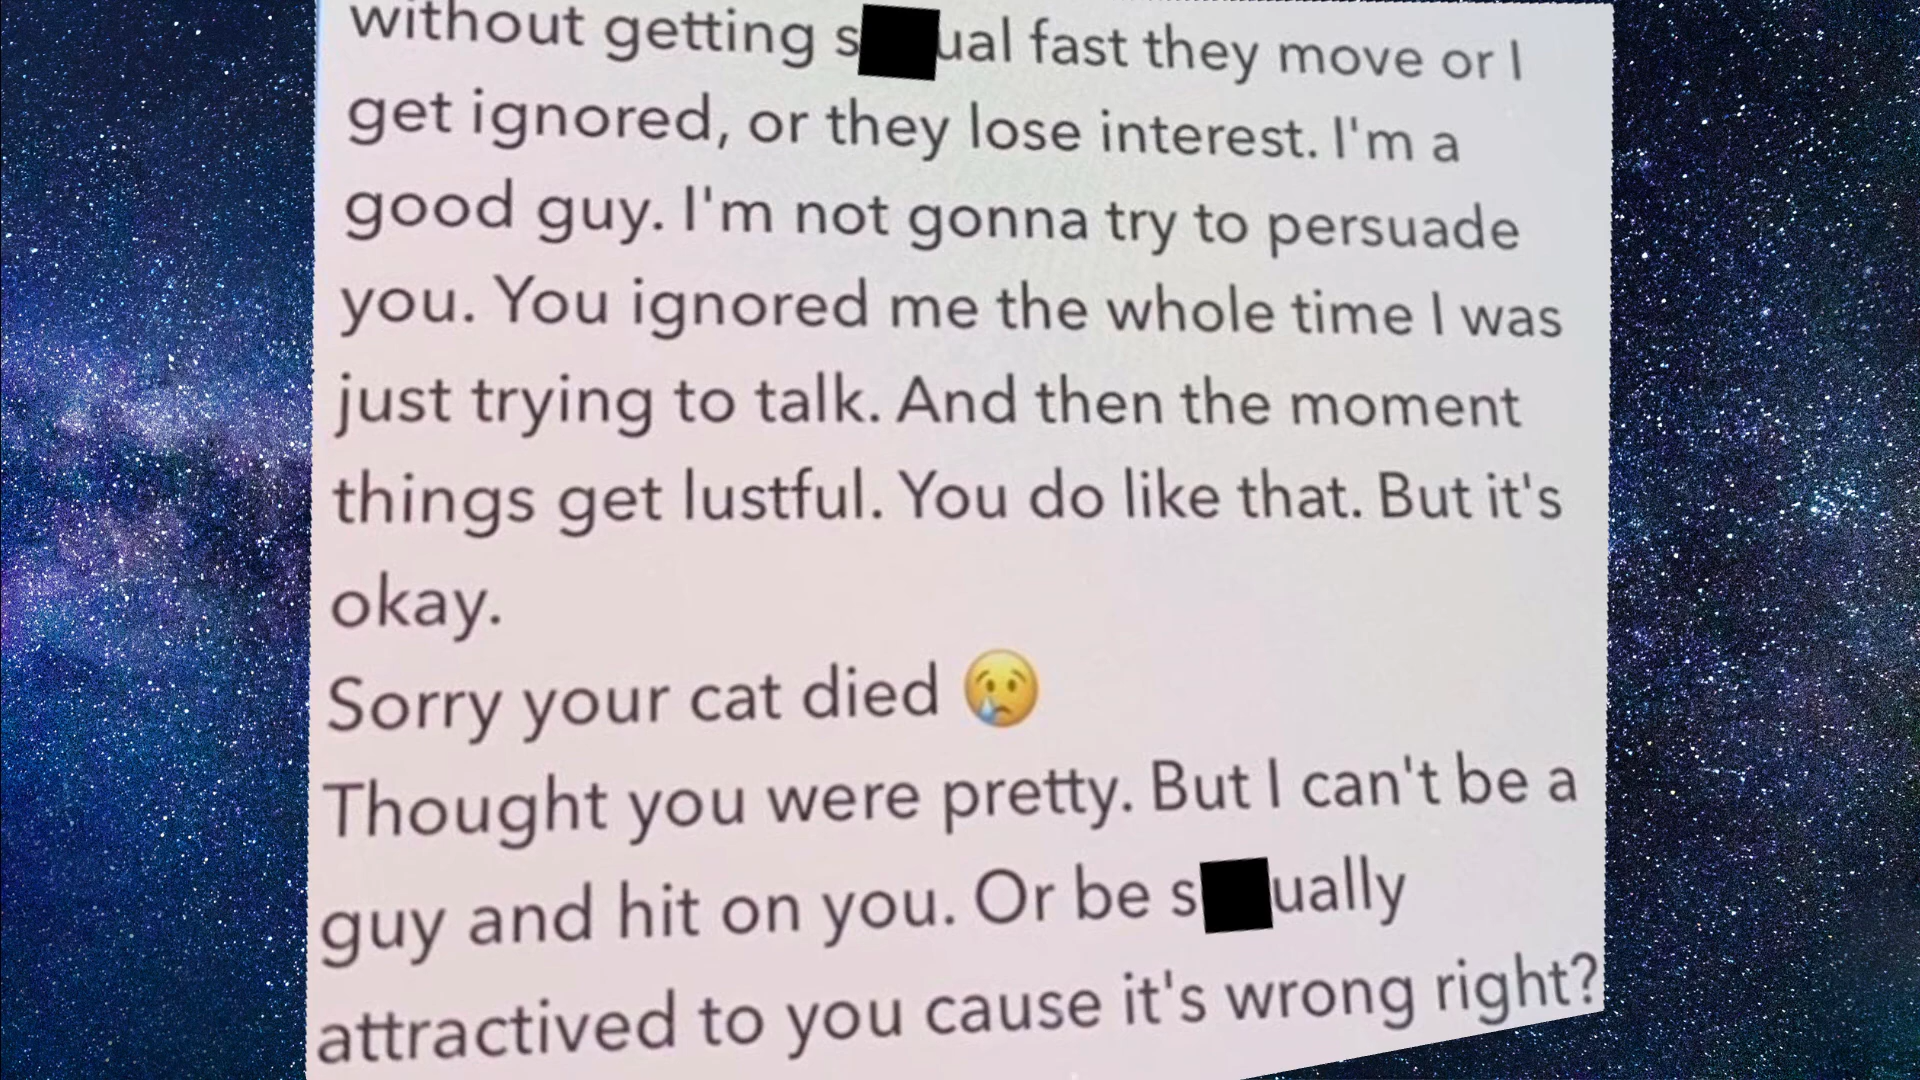 without getting s ual fast they move or I
get ignored, or they lose interest. I'm a
good guy. I'm not gonna try to persuade
you. You ignored me the whole time I was
just trying to talk. And then the moment
things get lustful. You do like that. But it's
okay.
Sorry your cat died 😢
Thought you were pretty. But I can't be a
guy and hit on you. Or be s ually
attractived to you cause it's wrong right?